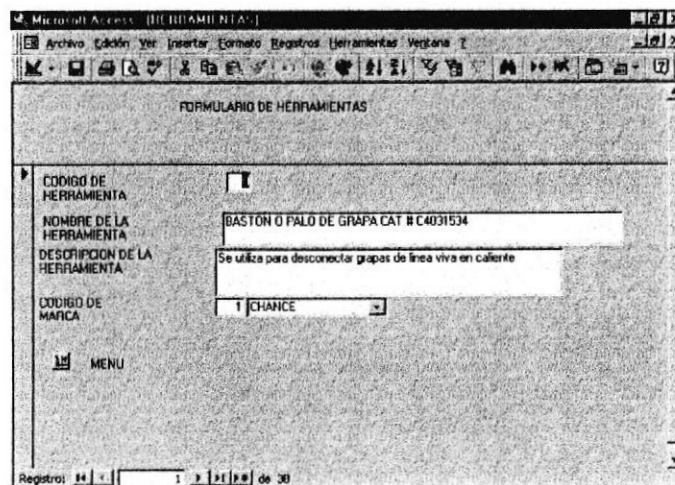 Microsoft Access - [HERRAMIENTAS]
Archivo Edición Ver Insertar Formato Registros Herramientas Ventana ?
FORMULARIO DE HERRAMIENTAS
CODIGO DE
HERRAMIENTA
NOMBRE DE LA
HERRAMIENTA
BASTON O PALO DE GRAPA CAT # C4031534
DESCRIPCION DE LA
HERRAMIENTA
Se utiliza para desconectar grapas de linea viva en caliente
CODIGO DE
MARCA
1 CHANCE
MENU
Registro: 1 de 38